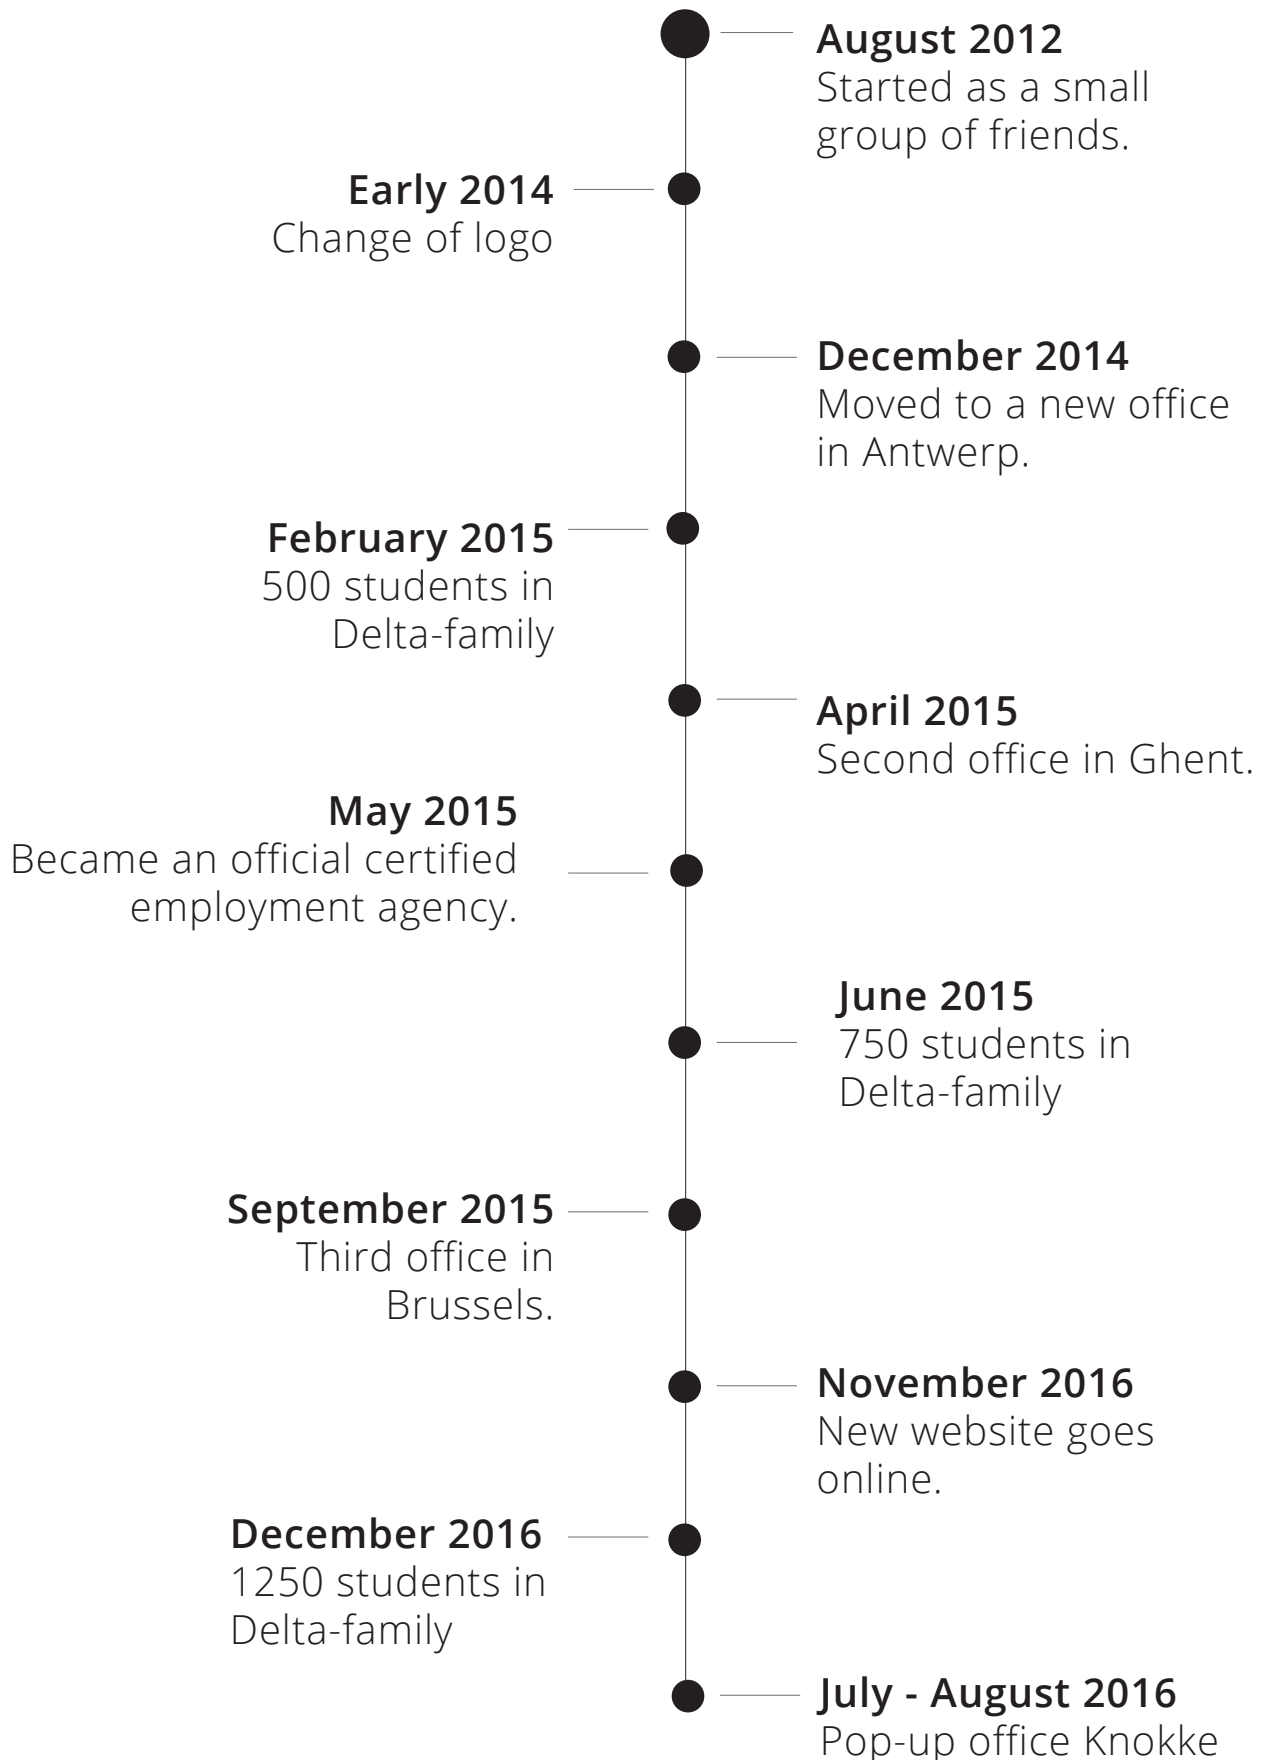 August 2012
Started as a small
group of friends.
Early 2014
Change of logo
December 2014
Moved to a new office
in Antwerp.
February 2015
500 students in
Delta-family
April 2015
Second office in Ghent.
May 2015
Became an official certified
employment agency.
June 2015
750 students in
Delta-family
September 2015
Third office in
Brussels.
November 2016
New website goes
online.
December 2016
1250 students in
Delta-family
July - August 2016
Pop-up office Knokke